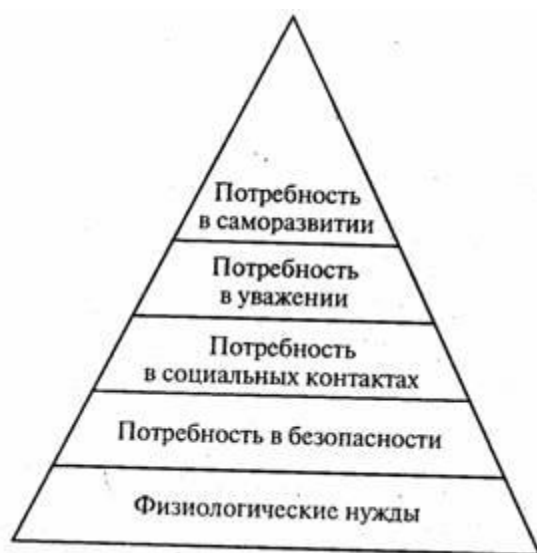 Потребность
в саморазвитии
Потребность
в уважении
Потребность
в социальных контактах
Потребность в безопасности
Физиологические нужды